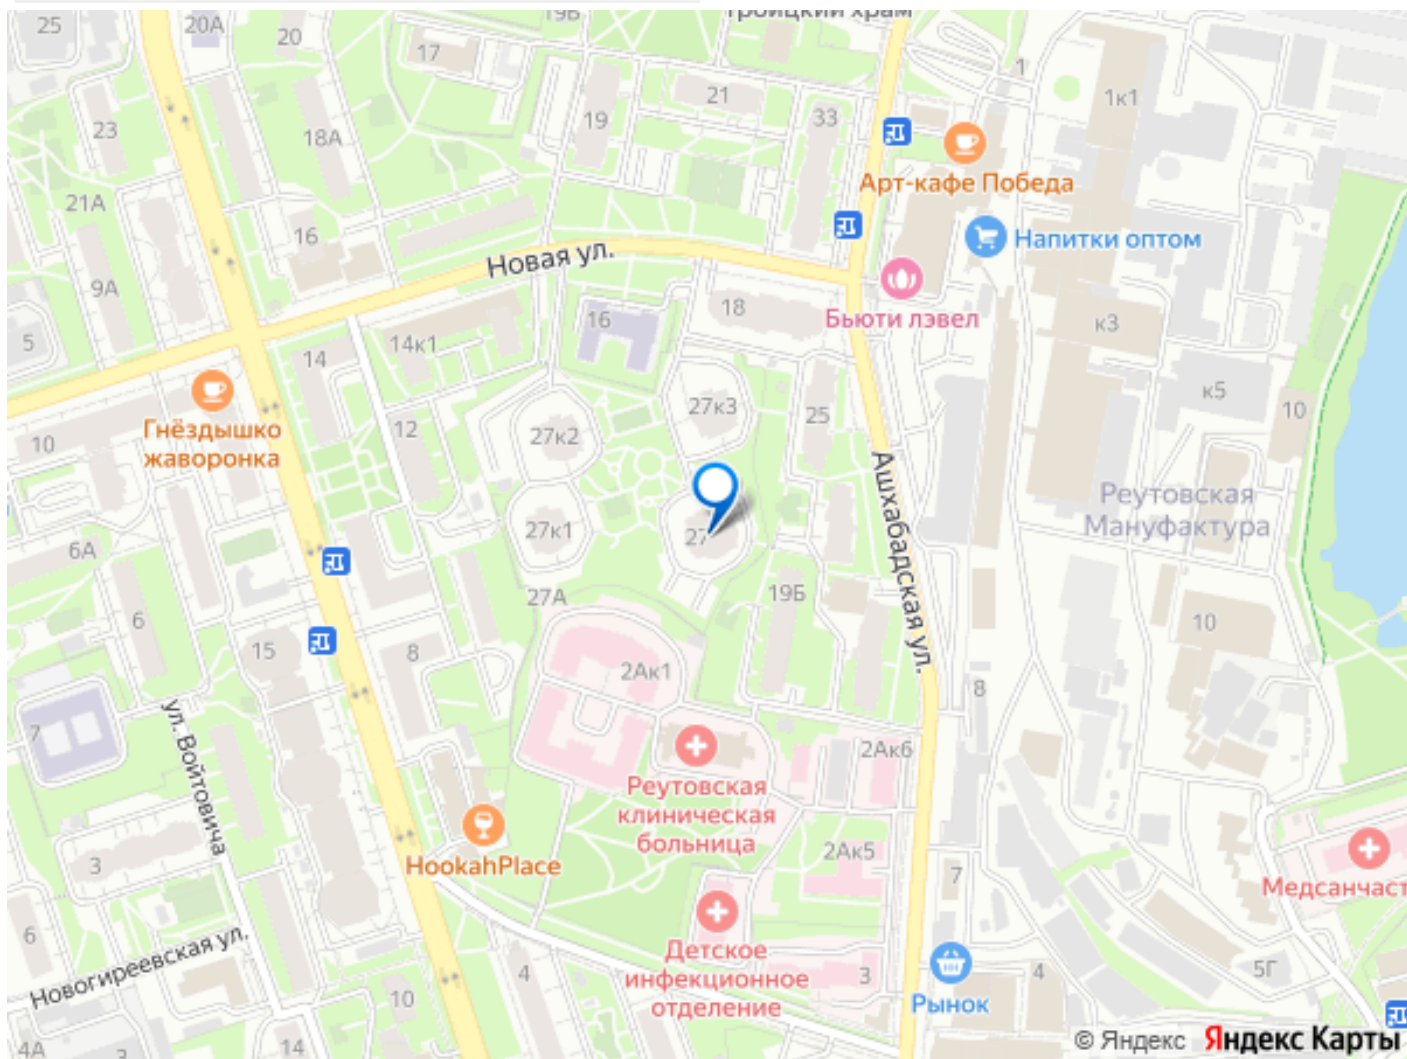 25
20А
20
19Б
Троицкий храм
17
1
1к1
21
33
19
23
18А
Арт-кафе Победа
21А
16
Новая ул.
Напитки оптом
9А
5
14
14к1
16
18
Бьюти лэвел
к3
к5
10
Гнёздышко
жаворонка
10
12
27к2
27к3
25
Ашхабадская ул.
Реутовская
Мануфактура
6А
27к1
27
27А
19Б
6
15
8
2Ак1
10
7
ул. Войтовича
8
2Ак6
Реутовская
клиническая
больница
HookahPlace
3
2Ак5
7
Медсанчаст
6
Новогиреевская ул.
Детское
инфекционное
отделение
3
4
10
Рынок
4
5Г
4А
3
14
© Яндекс Яндекс Карты